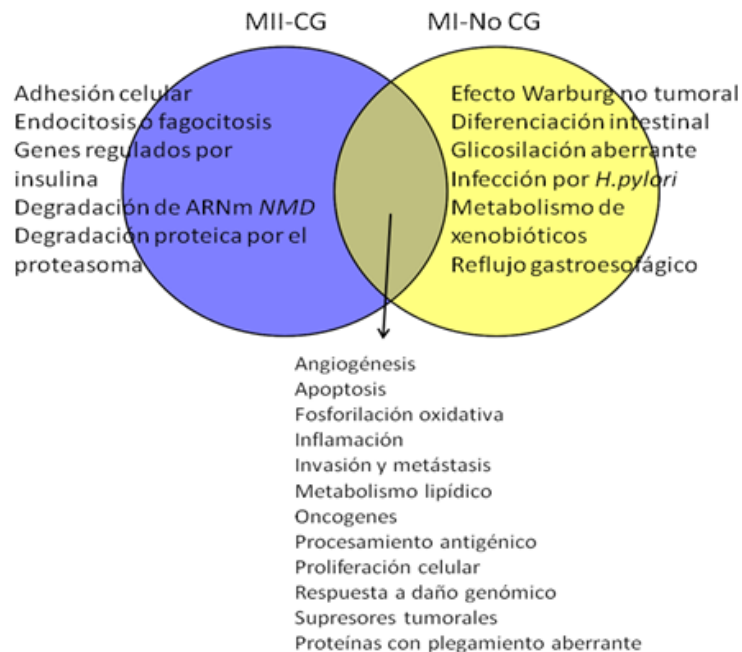 MII-CG
MI-No CG
Adhesión celular
Endocitosis o fagocitosis
Genes regulados por
insulina
Degradación de ARNm NMD
Degradación proteica por el
proteasoma
Efecto Warburg no tumoral
Diferenciación intestinal
Glicosilación aberrante
Infección por H.pylori
Metabolismo de
xenobióticos
Reflujo gastroesofágico
Angiogénesis
Apoptosis
Fosforilación oxidativa
Inflamación
Invasión y metástasis
Metabolismo lipídico
Oncogenes
Procesamiento antigénico
Proliferación celular
Respuesta a daño genómico
Supresores tumorales
Proteínas con plegamiento aberrante